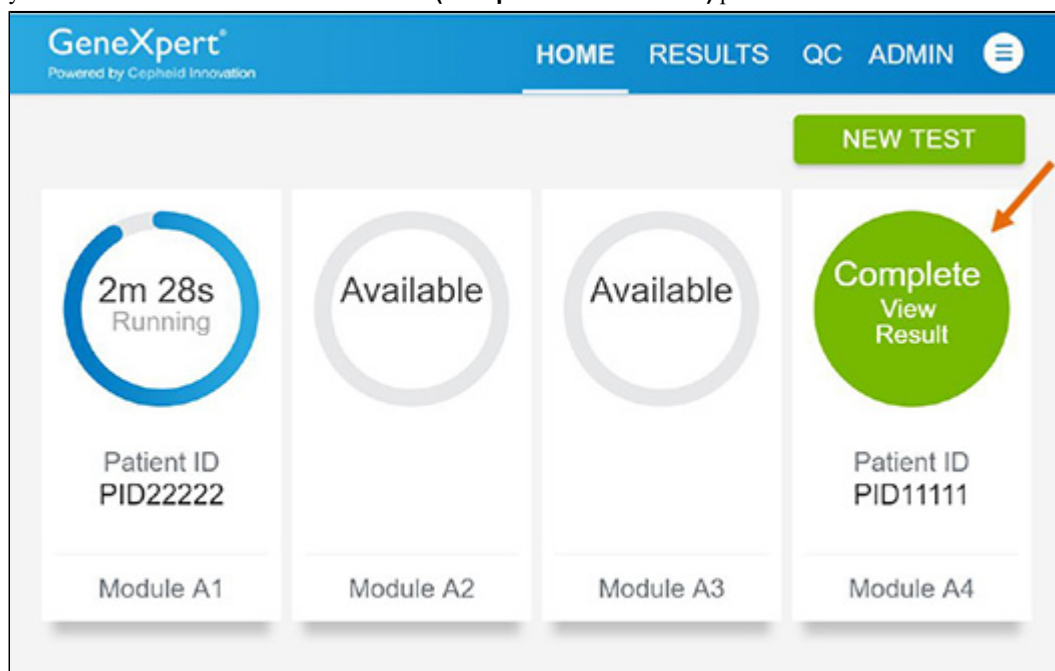 GeneXpert®
Powered by Cepheid Innovation
HOME RESULTS QC ADMIN
NEW TEST
2m 28s
Running
Patient ID
PID22222
Module A1
Available
Module A2
Available
Module A3
Complete
View
Result
Patient ID
PID11111
Module A4